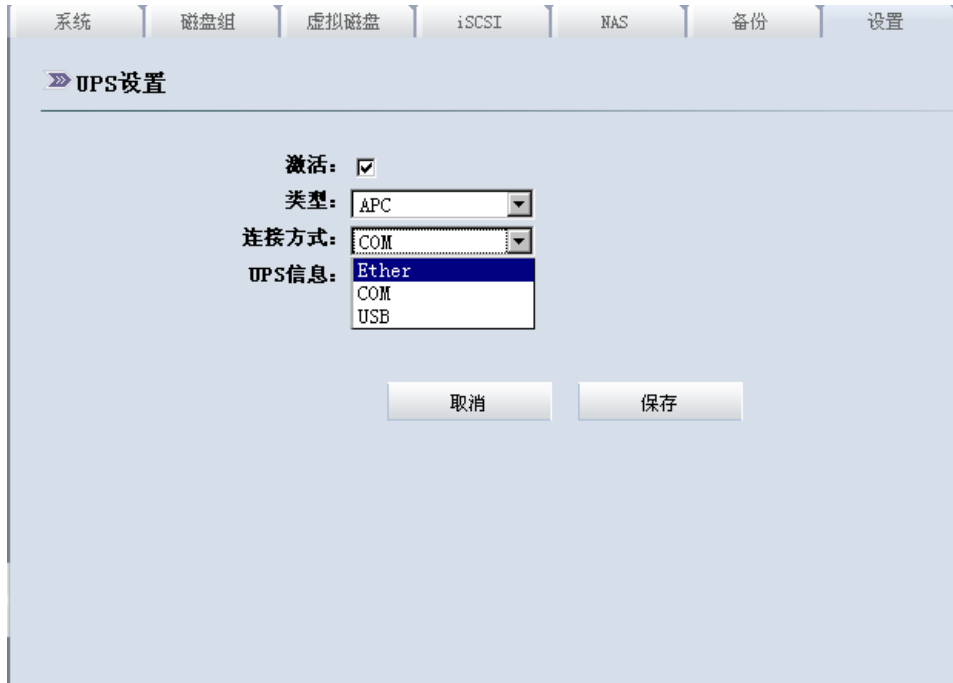 系统 磁盘组 虚拟磁盘 iSCSI NAS 备份 设置
UPS设置
激活：
类型： APC
连接方式： COM
UPS信息： Ether
COM
USB
取消 保存